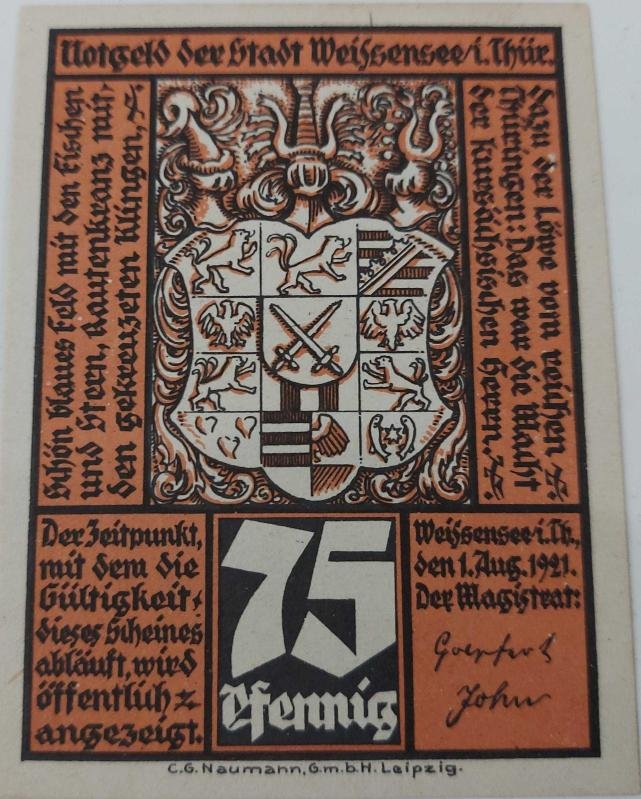 Notgeld der Stadt Weißensee i. Thür.
Schön blaues Feld mit den Fischen
und Stern, Rautenkranz mit,
den gekreuzeten Klingen,
dazu der Löwe vom reichen
Thüringen: Das war die Macht
der kursächsischen Herrn.
Der Zeitpunkt,
mit dem die
Gültigkeit
dieses Scheines
abläuft, wird
öffentlich
angezeigt.
75
Pfennig
Weißensee i. Th.,
den 1. Aug. 1921.
Der Magistrat:
John
C.G. Naumann, G.m.b.H. Leipzig.